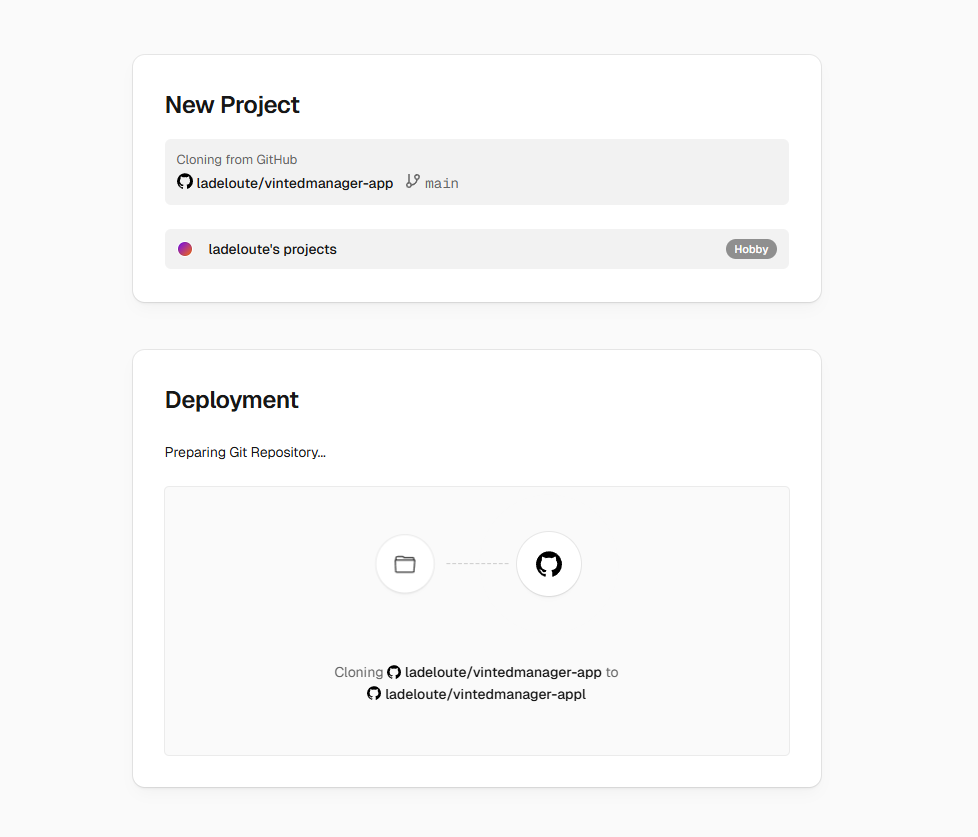 New Project
Cloning from GitHub
ladeloute/vintedmanager-app main
ladeloute's projects Hobby
Deployment
Preparing Git Repository...
Cloning ladeloute/vintedmanager-app to
ladeloute/vintedmanager-appl